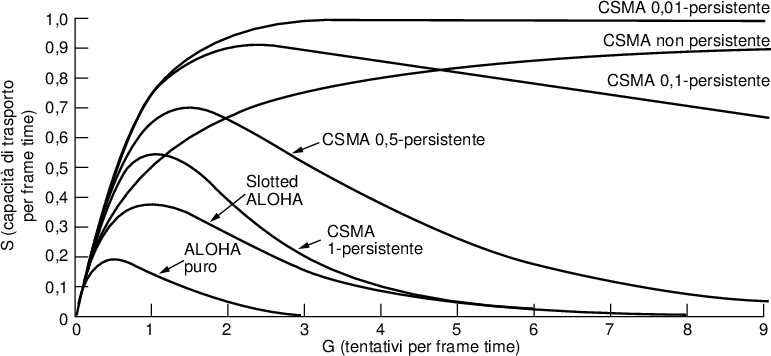 CSMA 0,01-persistente
CSMA non persistente
CSMA 0,1-persistente
CSMA 0,5-persistente
Slotted
ALOHA
CSMA
1-persistente
ALOHA
puro
S (capacità di trasporto
per frame time)
1,0
0,9
0,8
0,7
0,6
0,5
0,4
0,3
0,2
0,1
0
0 1 2 3 4 5 6 7 8 9
G (tentativi per frame time)